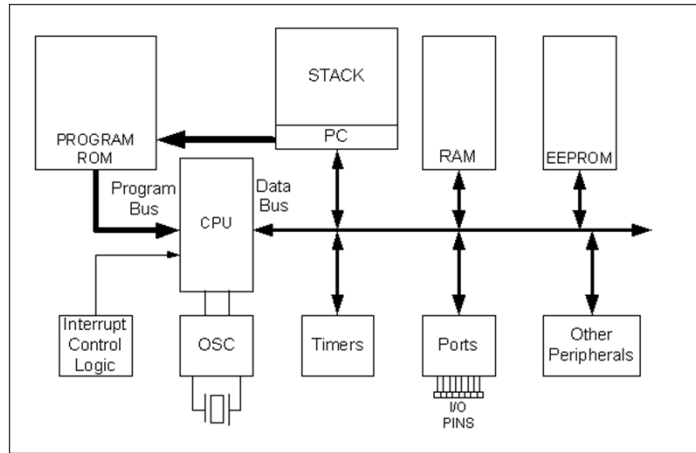 STACK
PC
PROGRAM
ROM
RAM
EEPROM
Program
Bus
CPU
Data
Bus
Interrupt
Control
Logic
OSC
Timers
Ports
Other
Peripherals
I/O
PINS